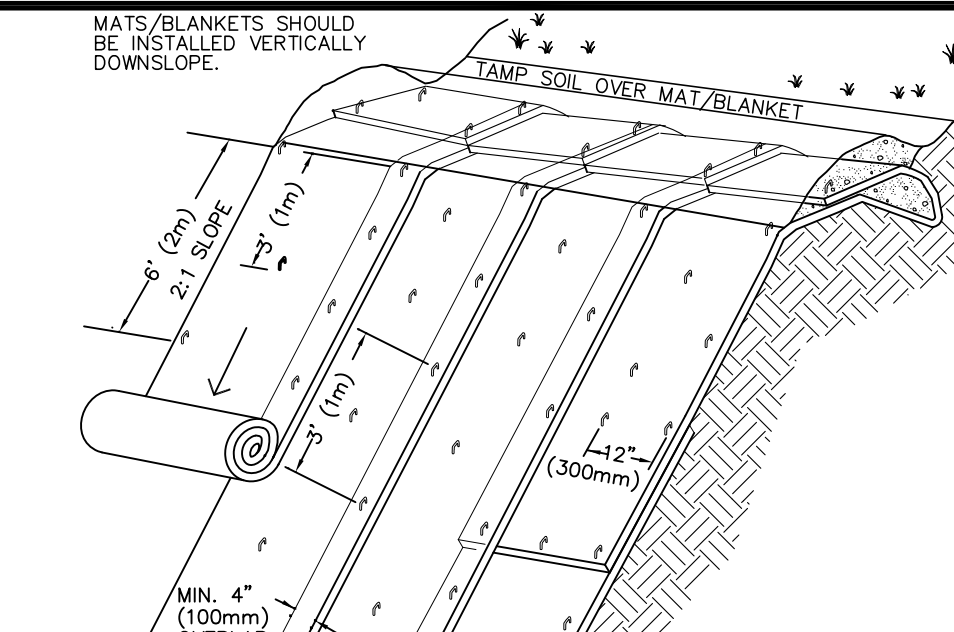 MATS/BLANKETS SHOULD
BE INSTALLED VERTICALLY
DOWNSLOPE.
TAMP SOIL OVER MAT/BLANKET
6' (2m)
2:1 SLOPE
3' (1m)
3' (1m)
12"
(300mm)
MIN. 4"
(100mm)
OVERLAP